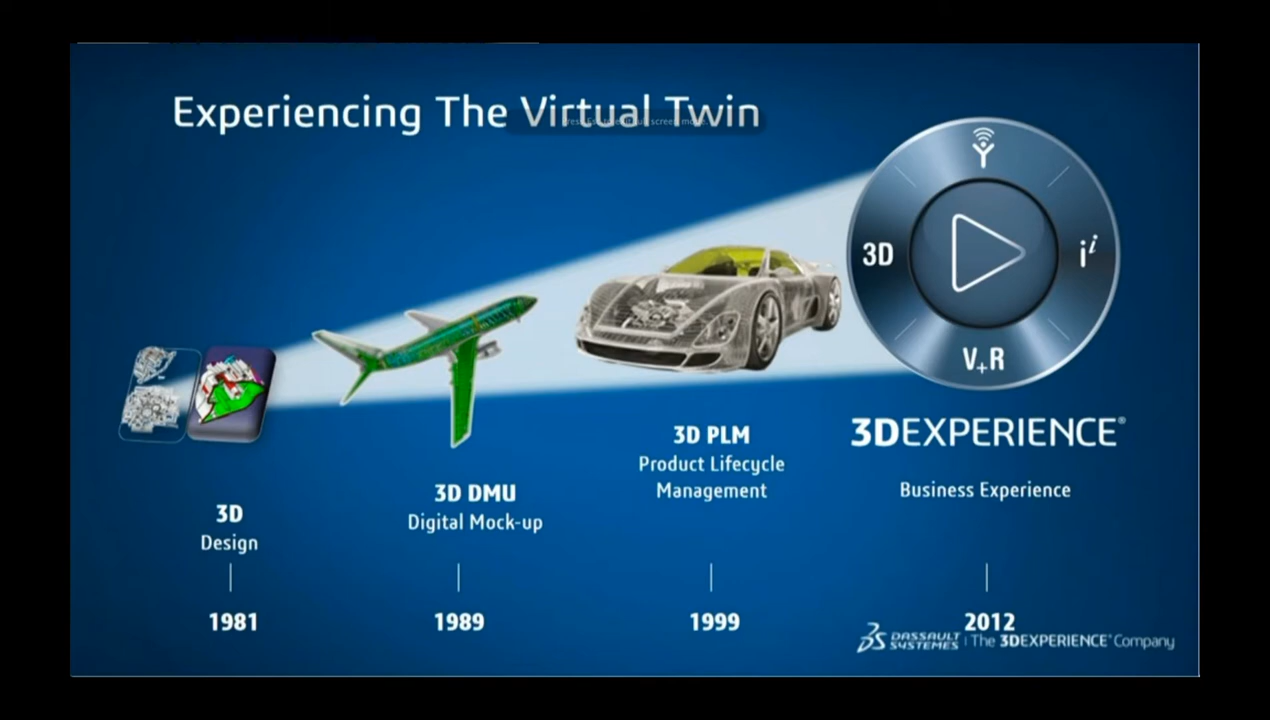 Experiencing The Virtual Twin
3D
i i
V+R
3DEXPERIENCE®
Business Experience
3D PLM
Product Lifecycle
Management
3D DMU
Digital Mock-up
3D
Design
1981
1989
1999
2012
3DS DASSAULT
SYSTEMES | The 3DEXPERIENCE® Company